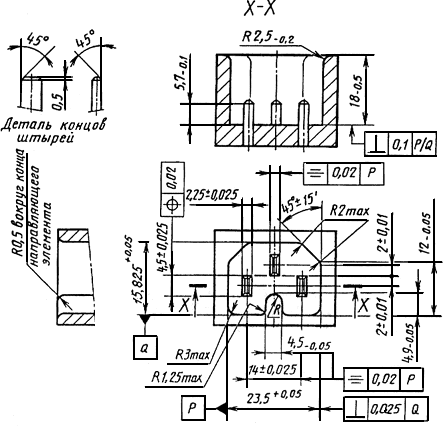 X-X
45°
45°
0,5
Деталь концов
штырей
R2,5-0,2
5,7-0,1
18-0,5
⊥ 0,1 P/Q
⌯ 0,02 P
0,02
2,25±0,025
45°±15'
R2max
R0,5 вокруг конца
направляющего
элемента
15,825+0,05
4,5±0,025
2±0,01
12-0,05
X
X
R
2±0,01
4,9-0,05
Q
R3max
R1,25max
4,5-0,05
14±0,025
⌯ 0,02 P
P
23,5+0,05
⊥ 0,025 Q